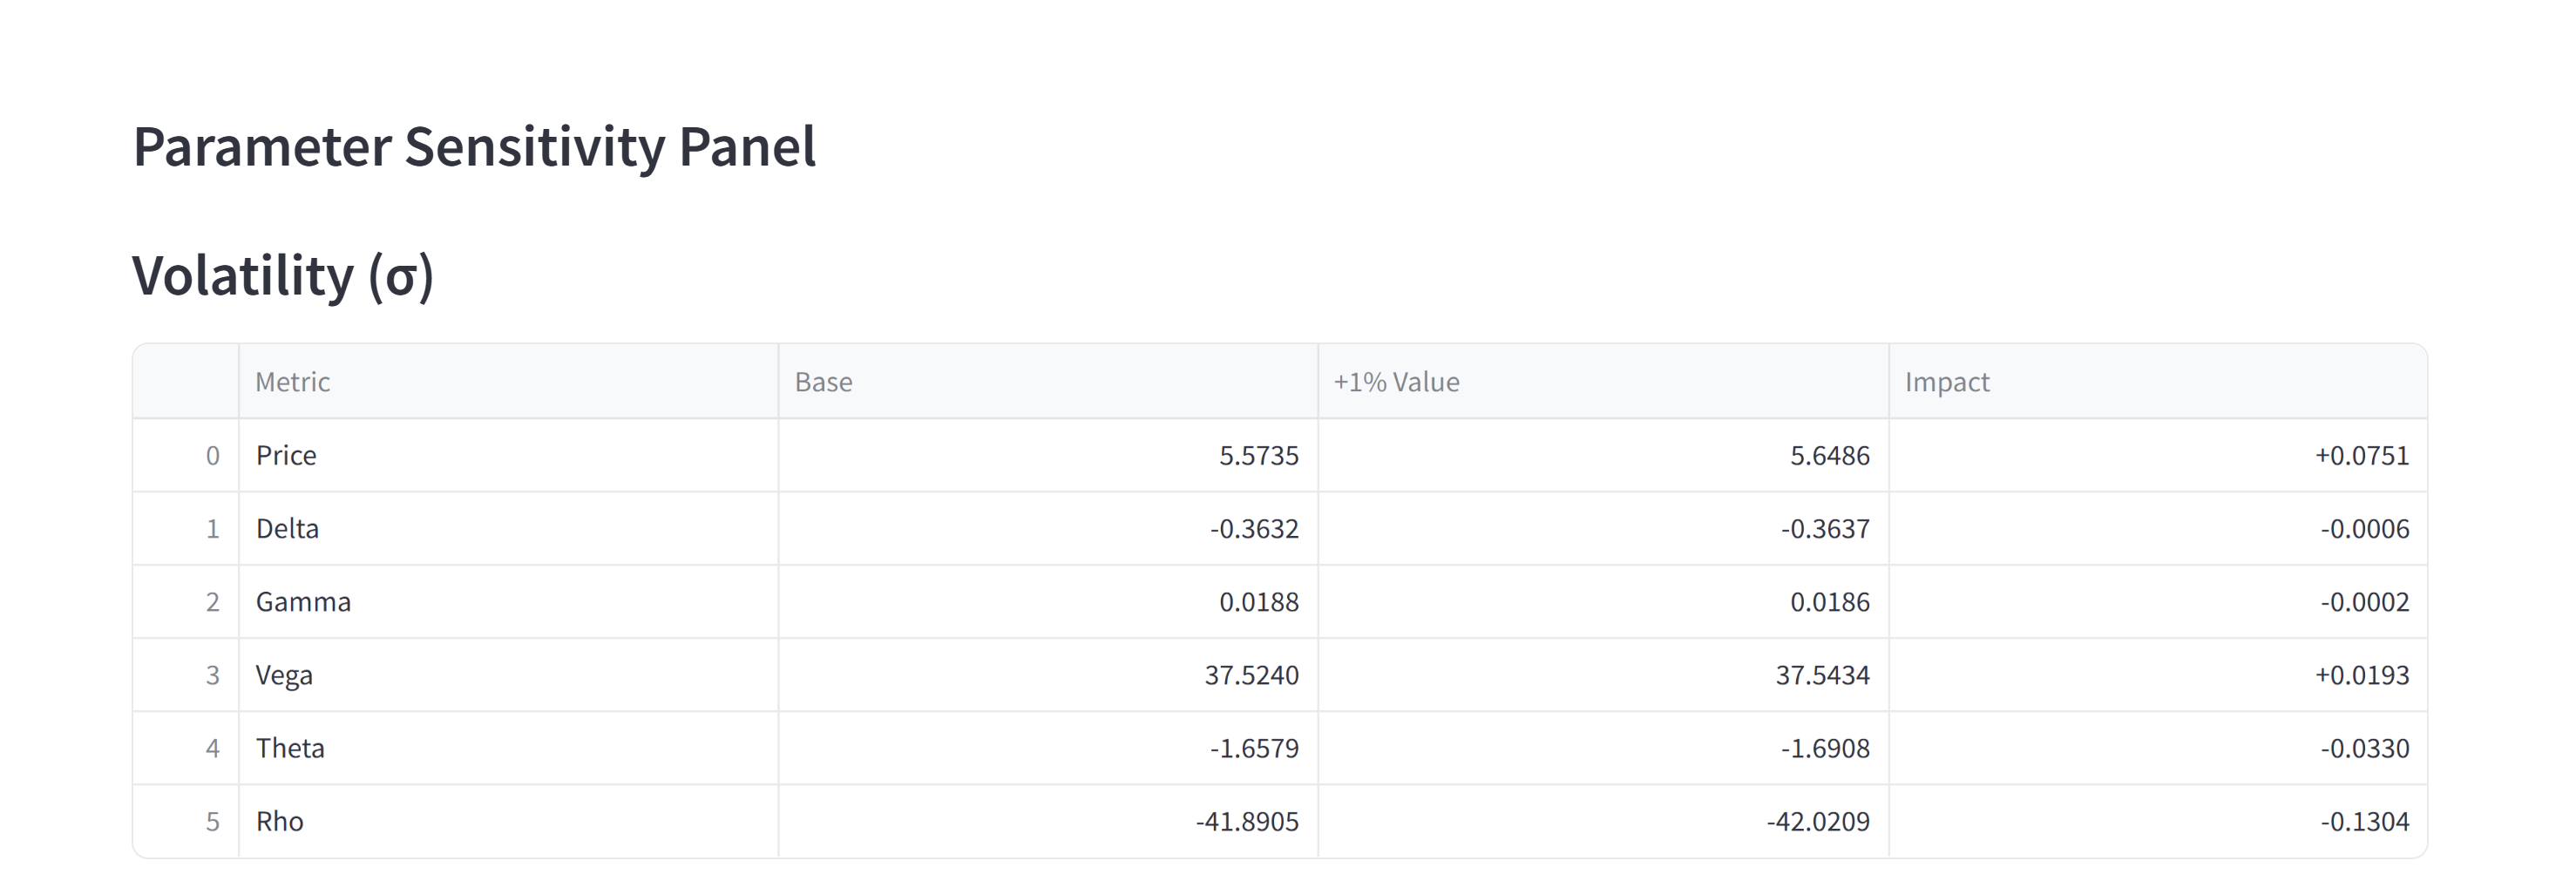 Parameter Sensitivity Panel
Volatility (σ)
Metric Base +1% Value Impact
0 Price 5.5735 5.6486 +0.0751
1 Delta -0.3632 -0.3637 -0.0006
2 Gamma 0.0188 0.0186 -0.0002
3 Vega 37.5240 37.5434 +0.0193
4 Theta -1.6579 -1.6908 -0.0330
5 Rho -41.8905 -42.0209 -0.1304